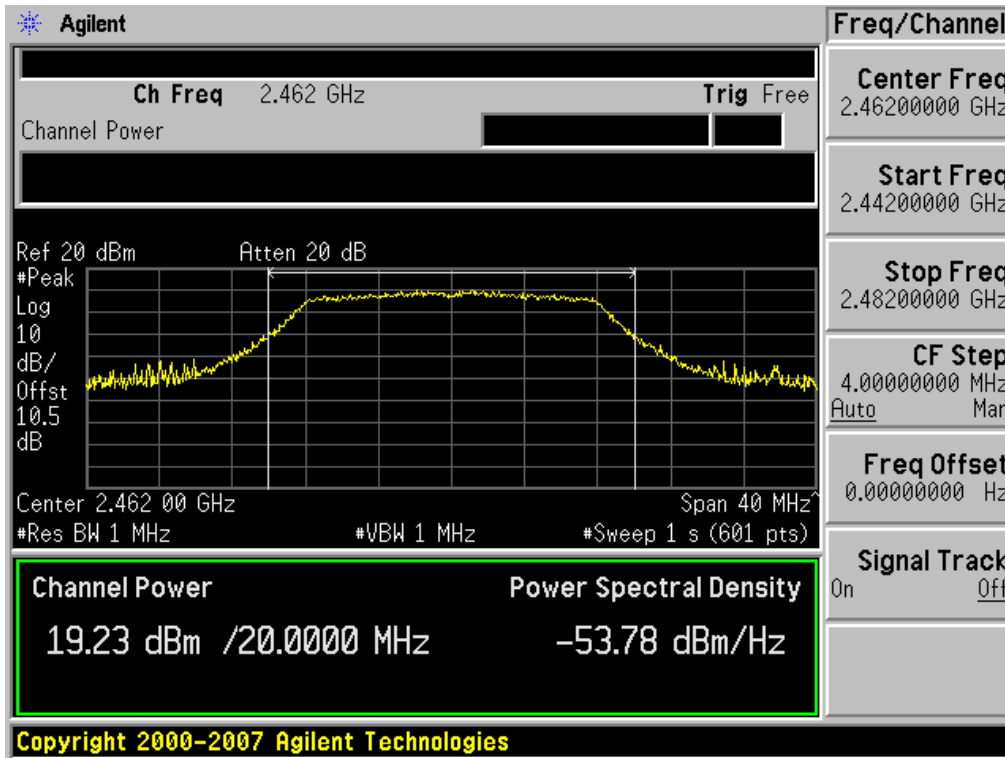 Agilent
Freq/Channel
Ch Freq 2.462 GHz Trig Free
Channel Power
Center Freq
2.46200000 GHz
Start Freq
2.44200000 GHz
Stop Freq
2.48200000 GHz
CF Step
4.00000000 MHz
Auto Man
Freq Offset
0.00000000 Hz
Signal Track
On Off
Ref 20 dBm Atten 20 dB
#Peak
Log
10
dB/
Offst
10.5
dB
Center 2.462 00 GHz Span 40 MHz^
#Res BW 1 MHz #VBW 1 MHz #Sweep 1 s (601 pts)
Channel Power Power Spectral Density
19.23 dBm /20.0000 MHz -53.78 dBm/Hz
Copyright 2000-2007 Agilent Technologies